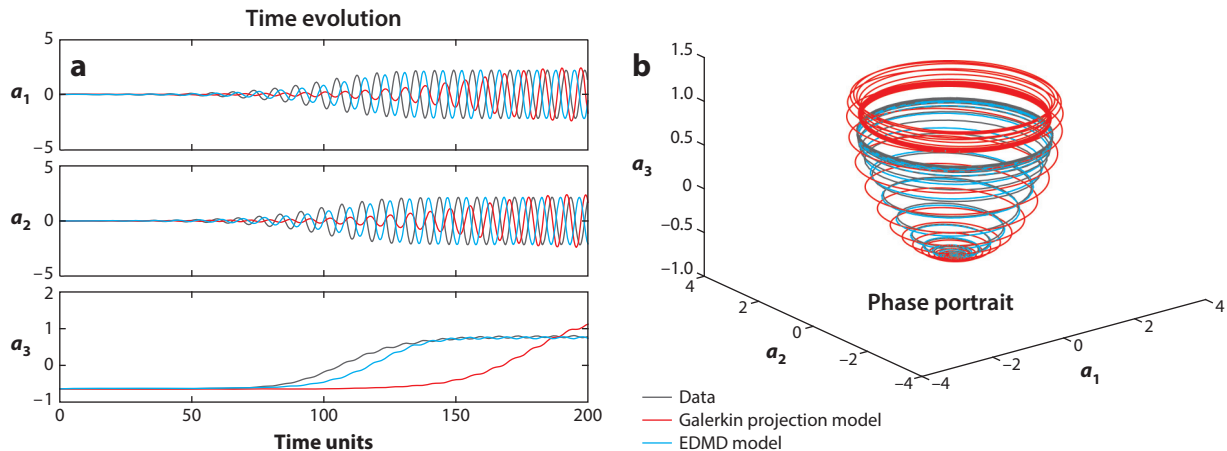 Time evolution
a
5
a1
0
−5
5
a2
0
−5
2
1
a3
0
−1
0
50
100
150
200
Time units
b
1.5
1.0
0.5
a3
0
−0.5
−1.0
4
2
0
a2
−2
−4
−4
−2
0
a1
2
4
Phase portrait
Data
Galerkin projection model
EDMD model